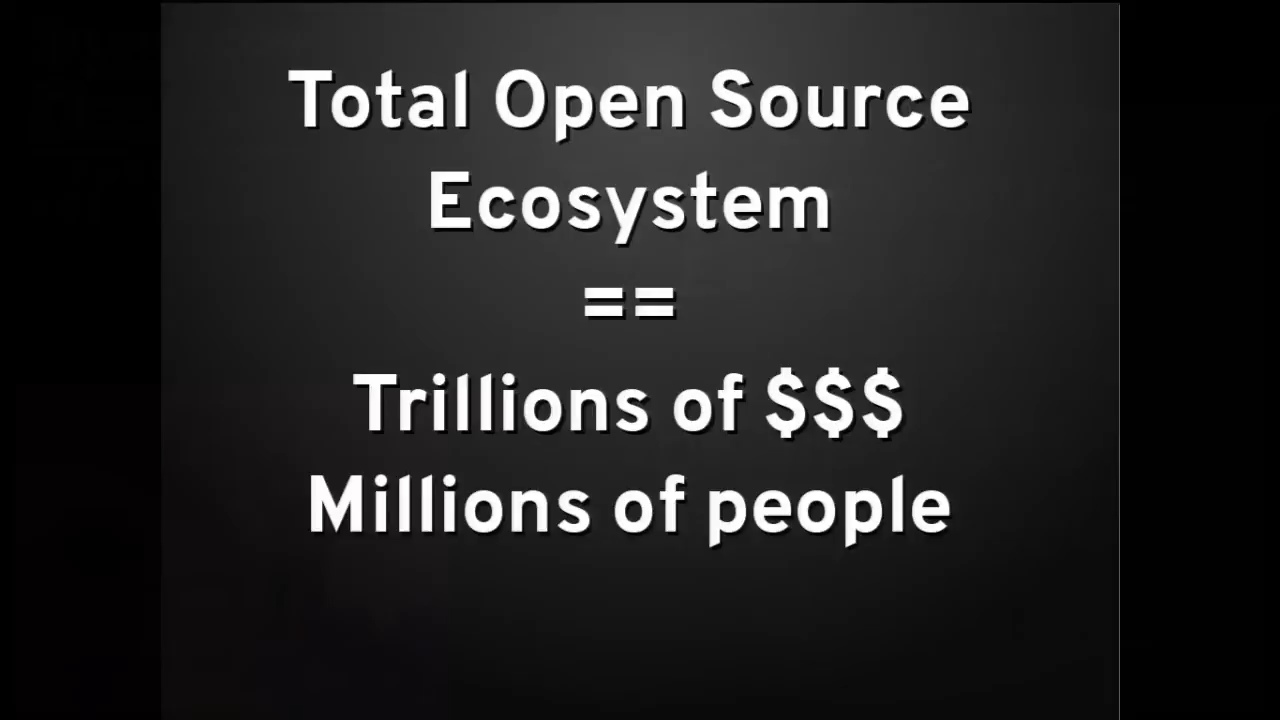 Total Open Source
Ecosystem
==
Trillions of $$$
Millions of people